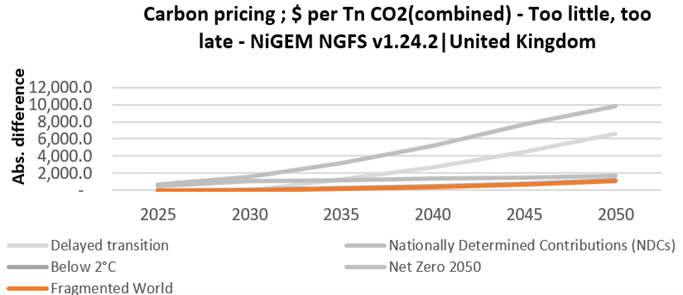 Carbon pricing ; $ per Tn CO2(combined) - Too little, too
late - NiGEM NGFS v1.24.2|United Kingdom
Abs. difference
12,000.0
10,000.0
8,000.0
6,000.0
4,000.0
2,000.0
-
2025 2030 2035 2040 2045 2050
Delayed transition Nationally Determined Contributions (NDCs)
Below 2°C Net Zero 2050
Fragmented World